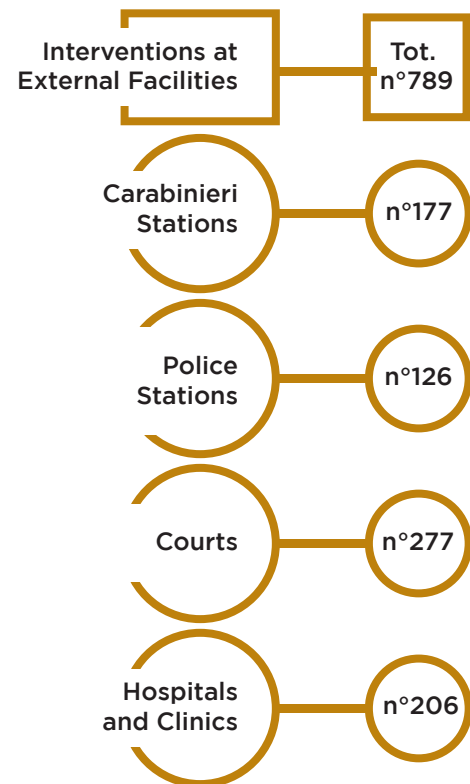 Interventions at
External Facilities
Tot.
n°789
Carabinieri
Stations
n°177
Police
Stations
n°126
Courts
n°277
Hospitals
and Clinics
n°206